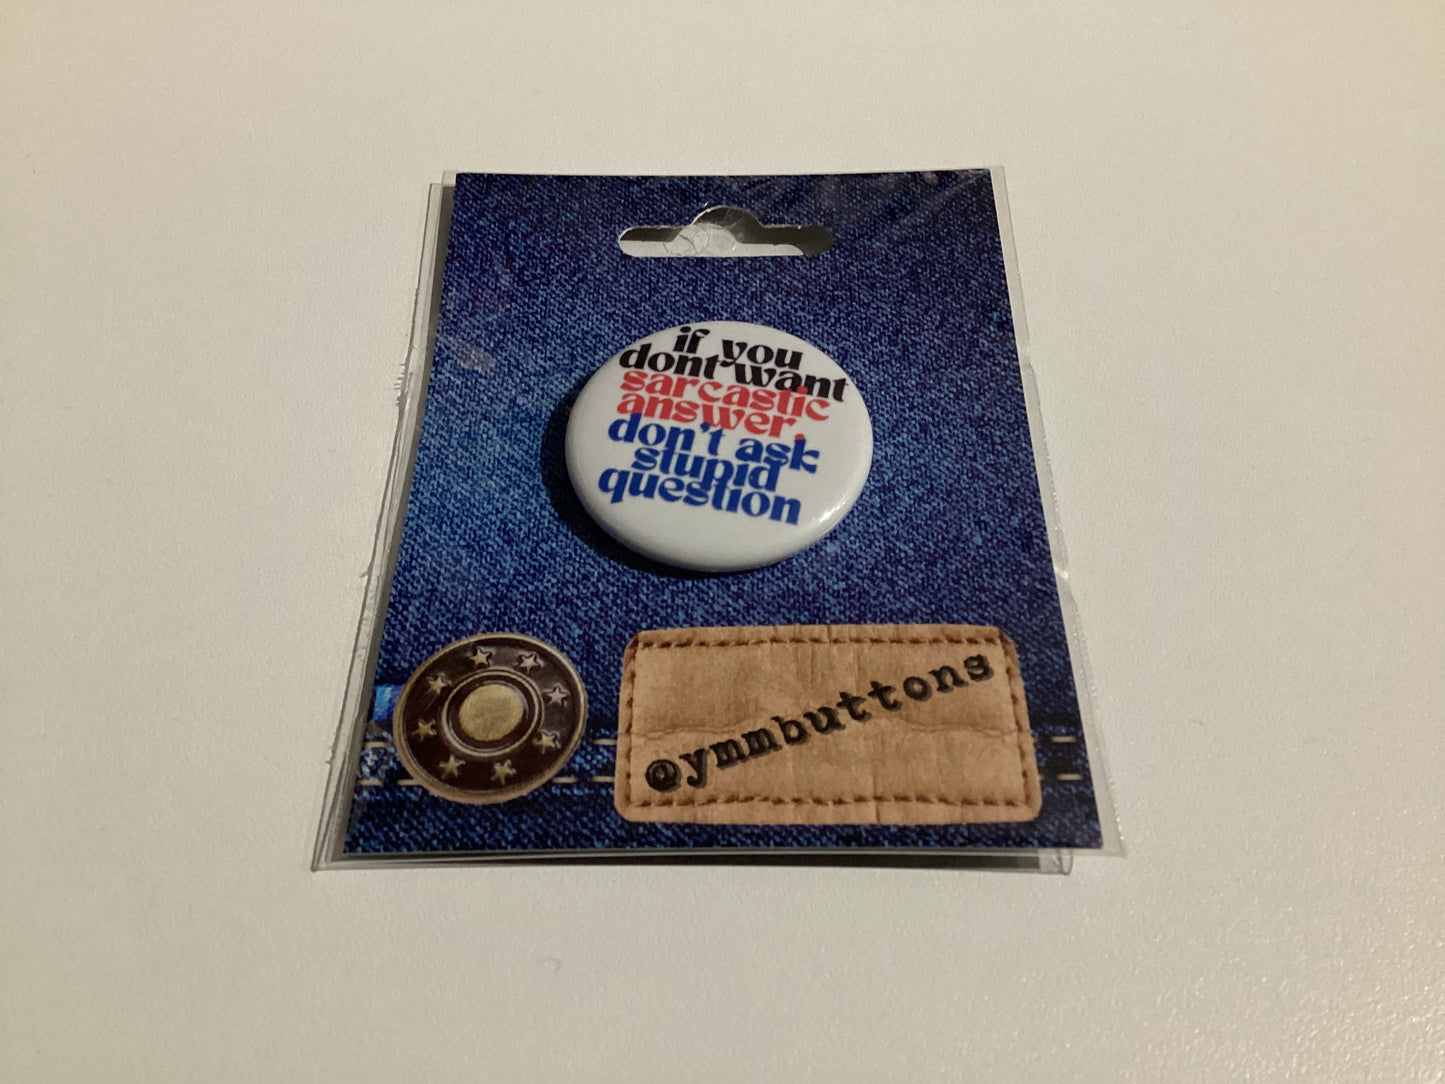 if you
dont want
sarcastic
answer,
don't ask
stupid
question
@ymmbuttons